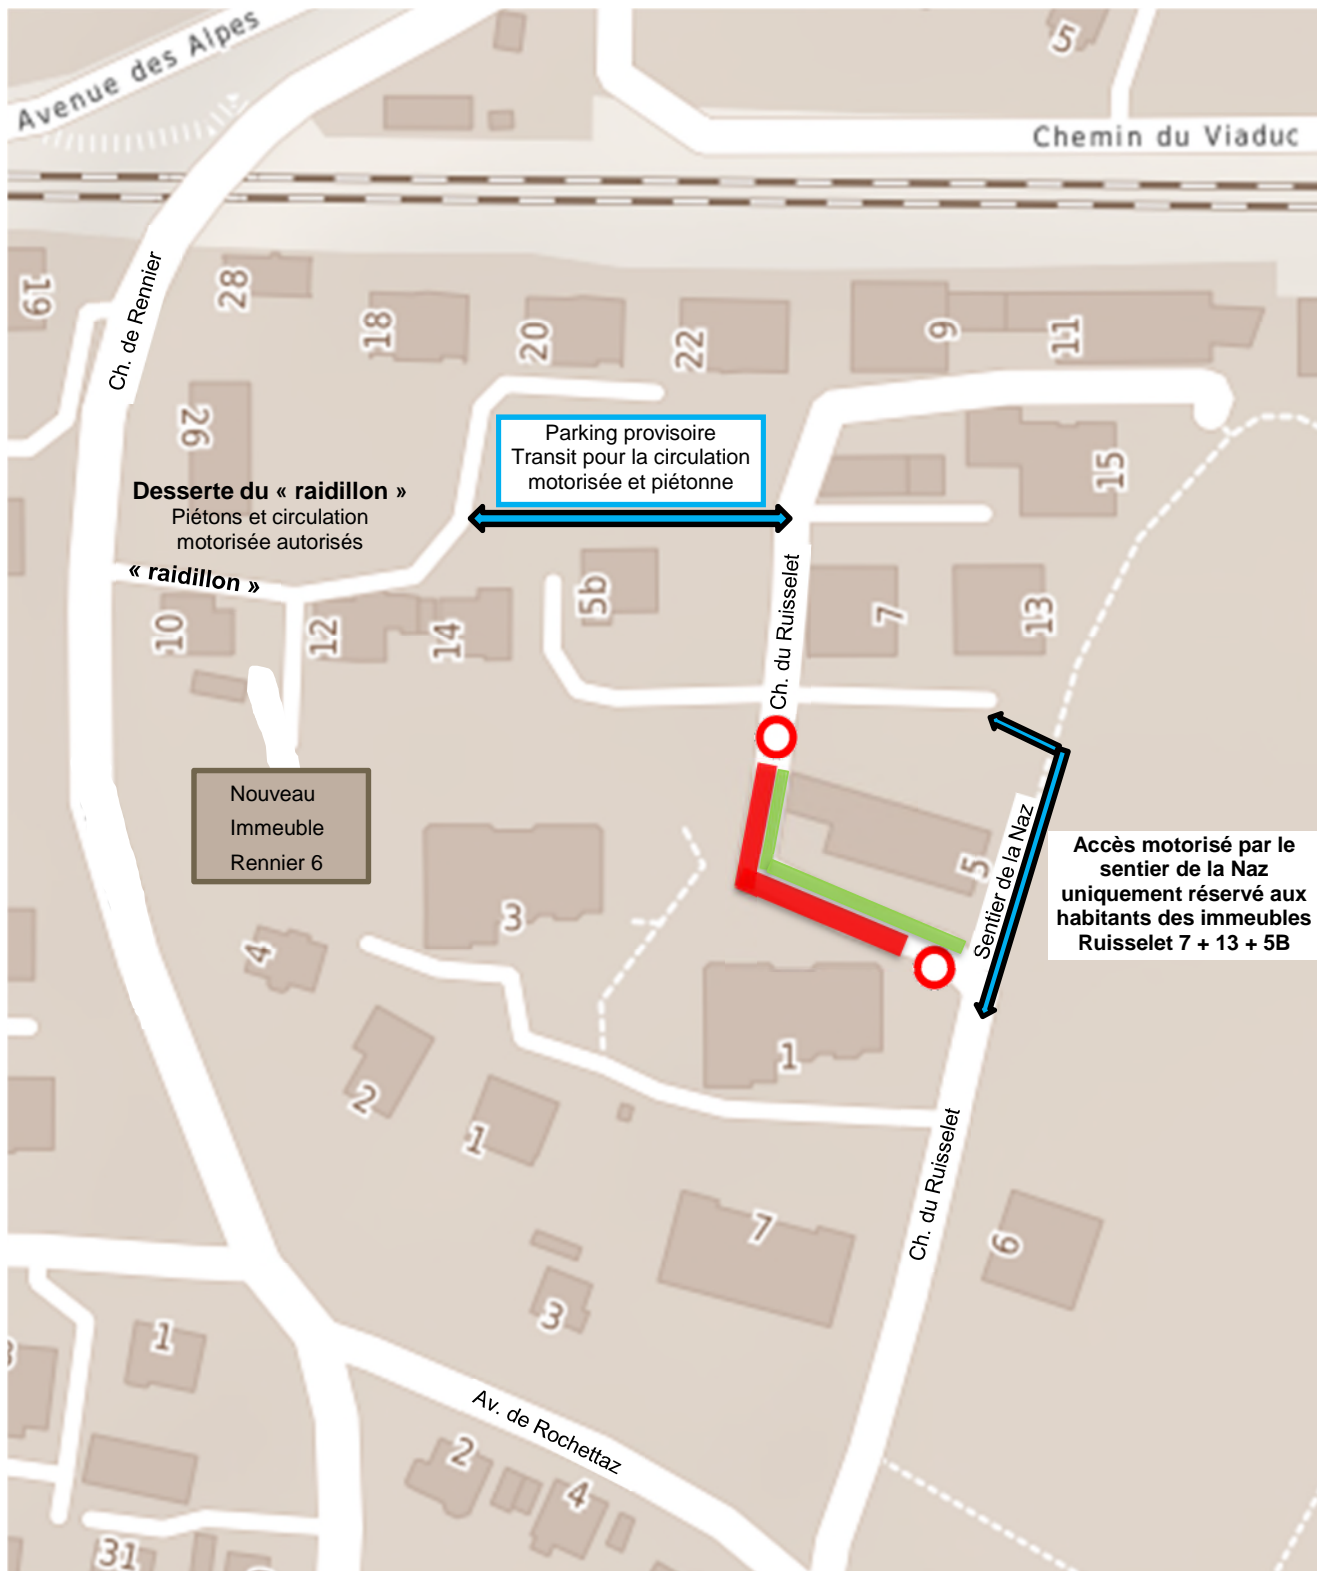 Avenue des Alpes
5
Chemin du Viaduc
Ch. de Rennier
19
28
18
20
22
9
11
26
Parking provisoire
Transit pour la circulation
motorisée et piétonne
15
Desserte du « raidillon »
Piétons et circulation
motorisée autorisés
« raidillon »
10
12
14
5b
Ch. du Ruisselet
7
13
Nouveau
Immeuble
Rennier 6
3
5
Sentier de la Naz
Accès motorisé par le
sentier de la Naz
uniquement réservé aux
habitants des immeubles
Ruisselet 7 + 13 + 5B
4
2
1
1
Ch. du Ruisselet
7
6
3
1
Av. de Rochettaz
2
4
31